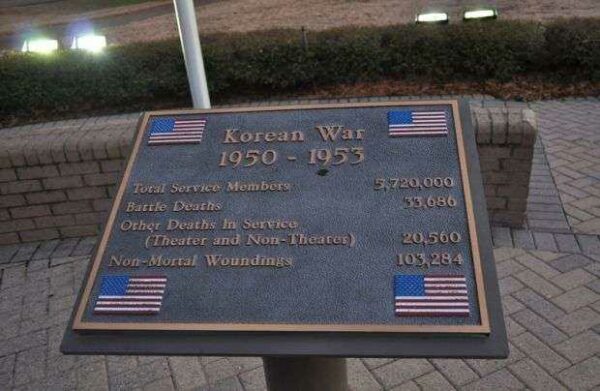 Korean War
1950 - 1953
Total Service Members 5,720,000
Battle Deaths 33,686
Other Deaths In Service
(Theater and Non-Theater) 20,560
Non-Mortal Woundings 103,284